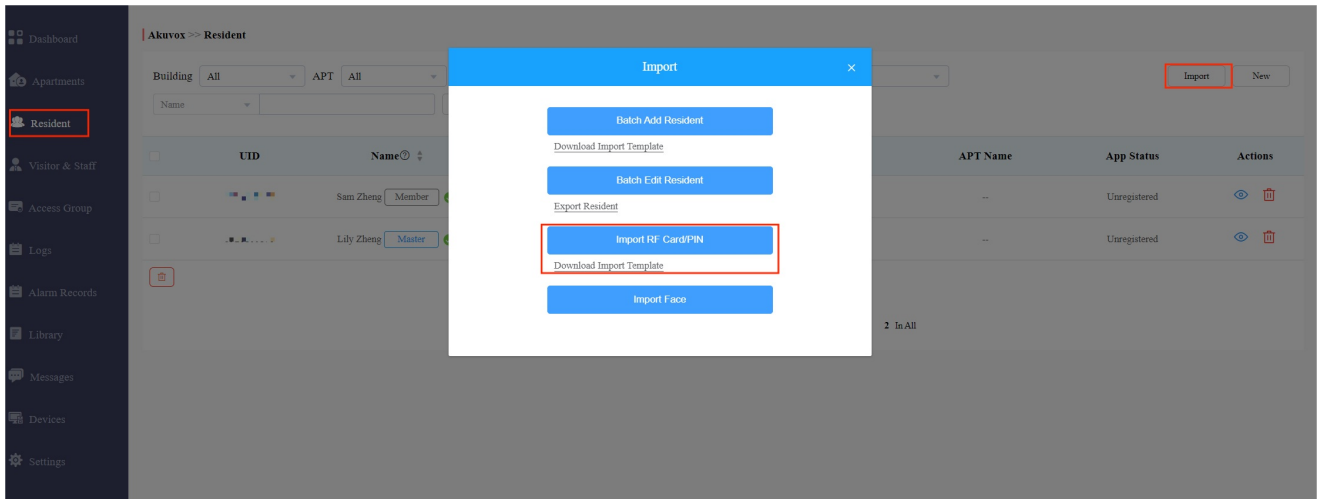 Dashboard
Apartments
Resident
Visitor & Staff
Access Group
Logs
Alarm Records
Library
Messages
Devices
Settings
Akuvox >> Resident
Building All APT All
Name
Import New
UID Name APT Name App Status Actions
Sam Zheng Member -- Unregistered
Lily Zheng Master -- Unregistered
2 In All
Import
Batch Add Resident
Download Import Template
Batch Edit Resident
Export Resident
Import RF Card/PIN
Download Import Template
Import Face